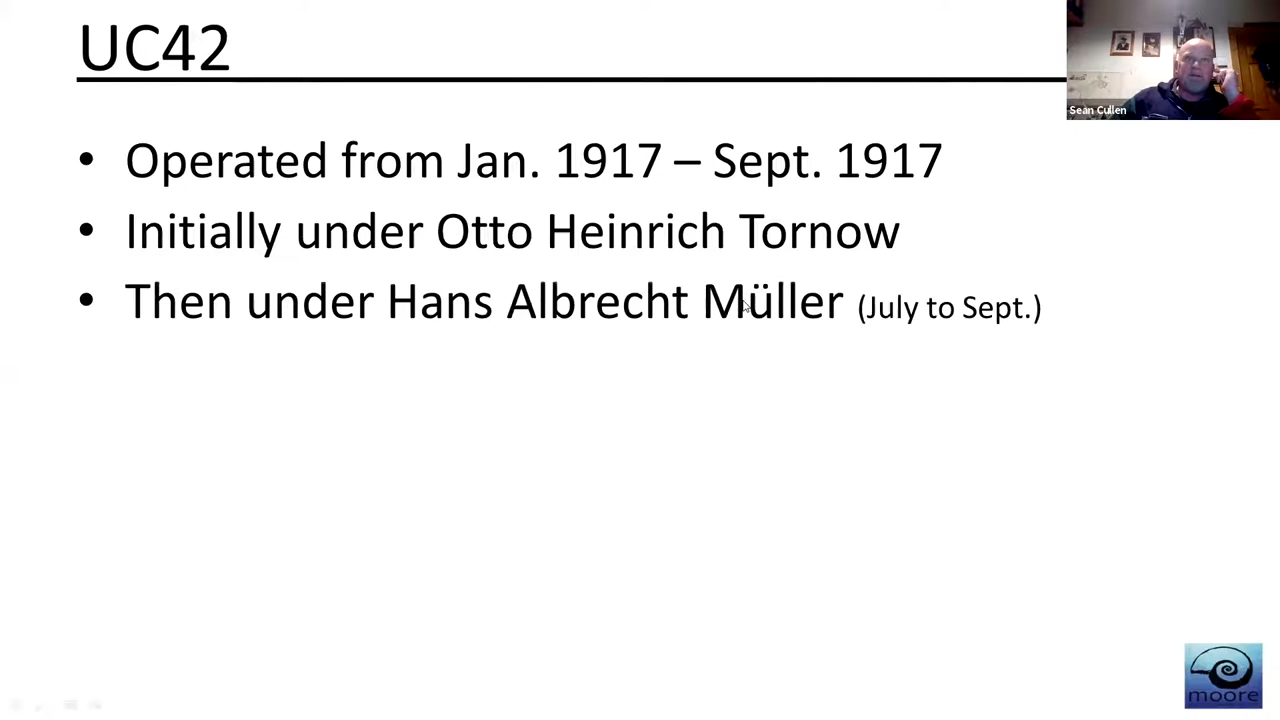 UC42
Sean Cullen
• Operated from Jan. 1917 – Sept. 1917
• Initially under Otto Heinrich Tornow
• Then under Hans Albrecht Müller (July to Sept.)
moore